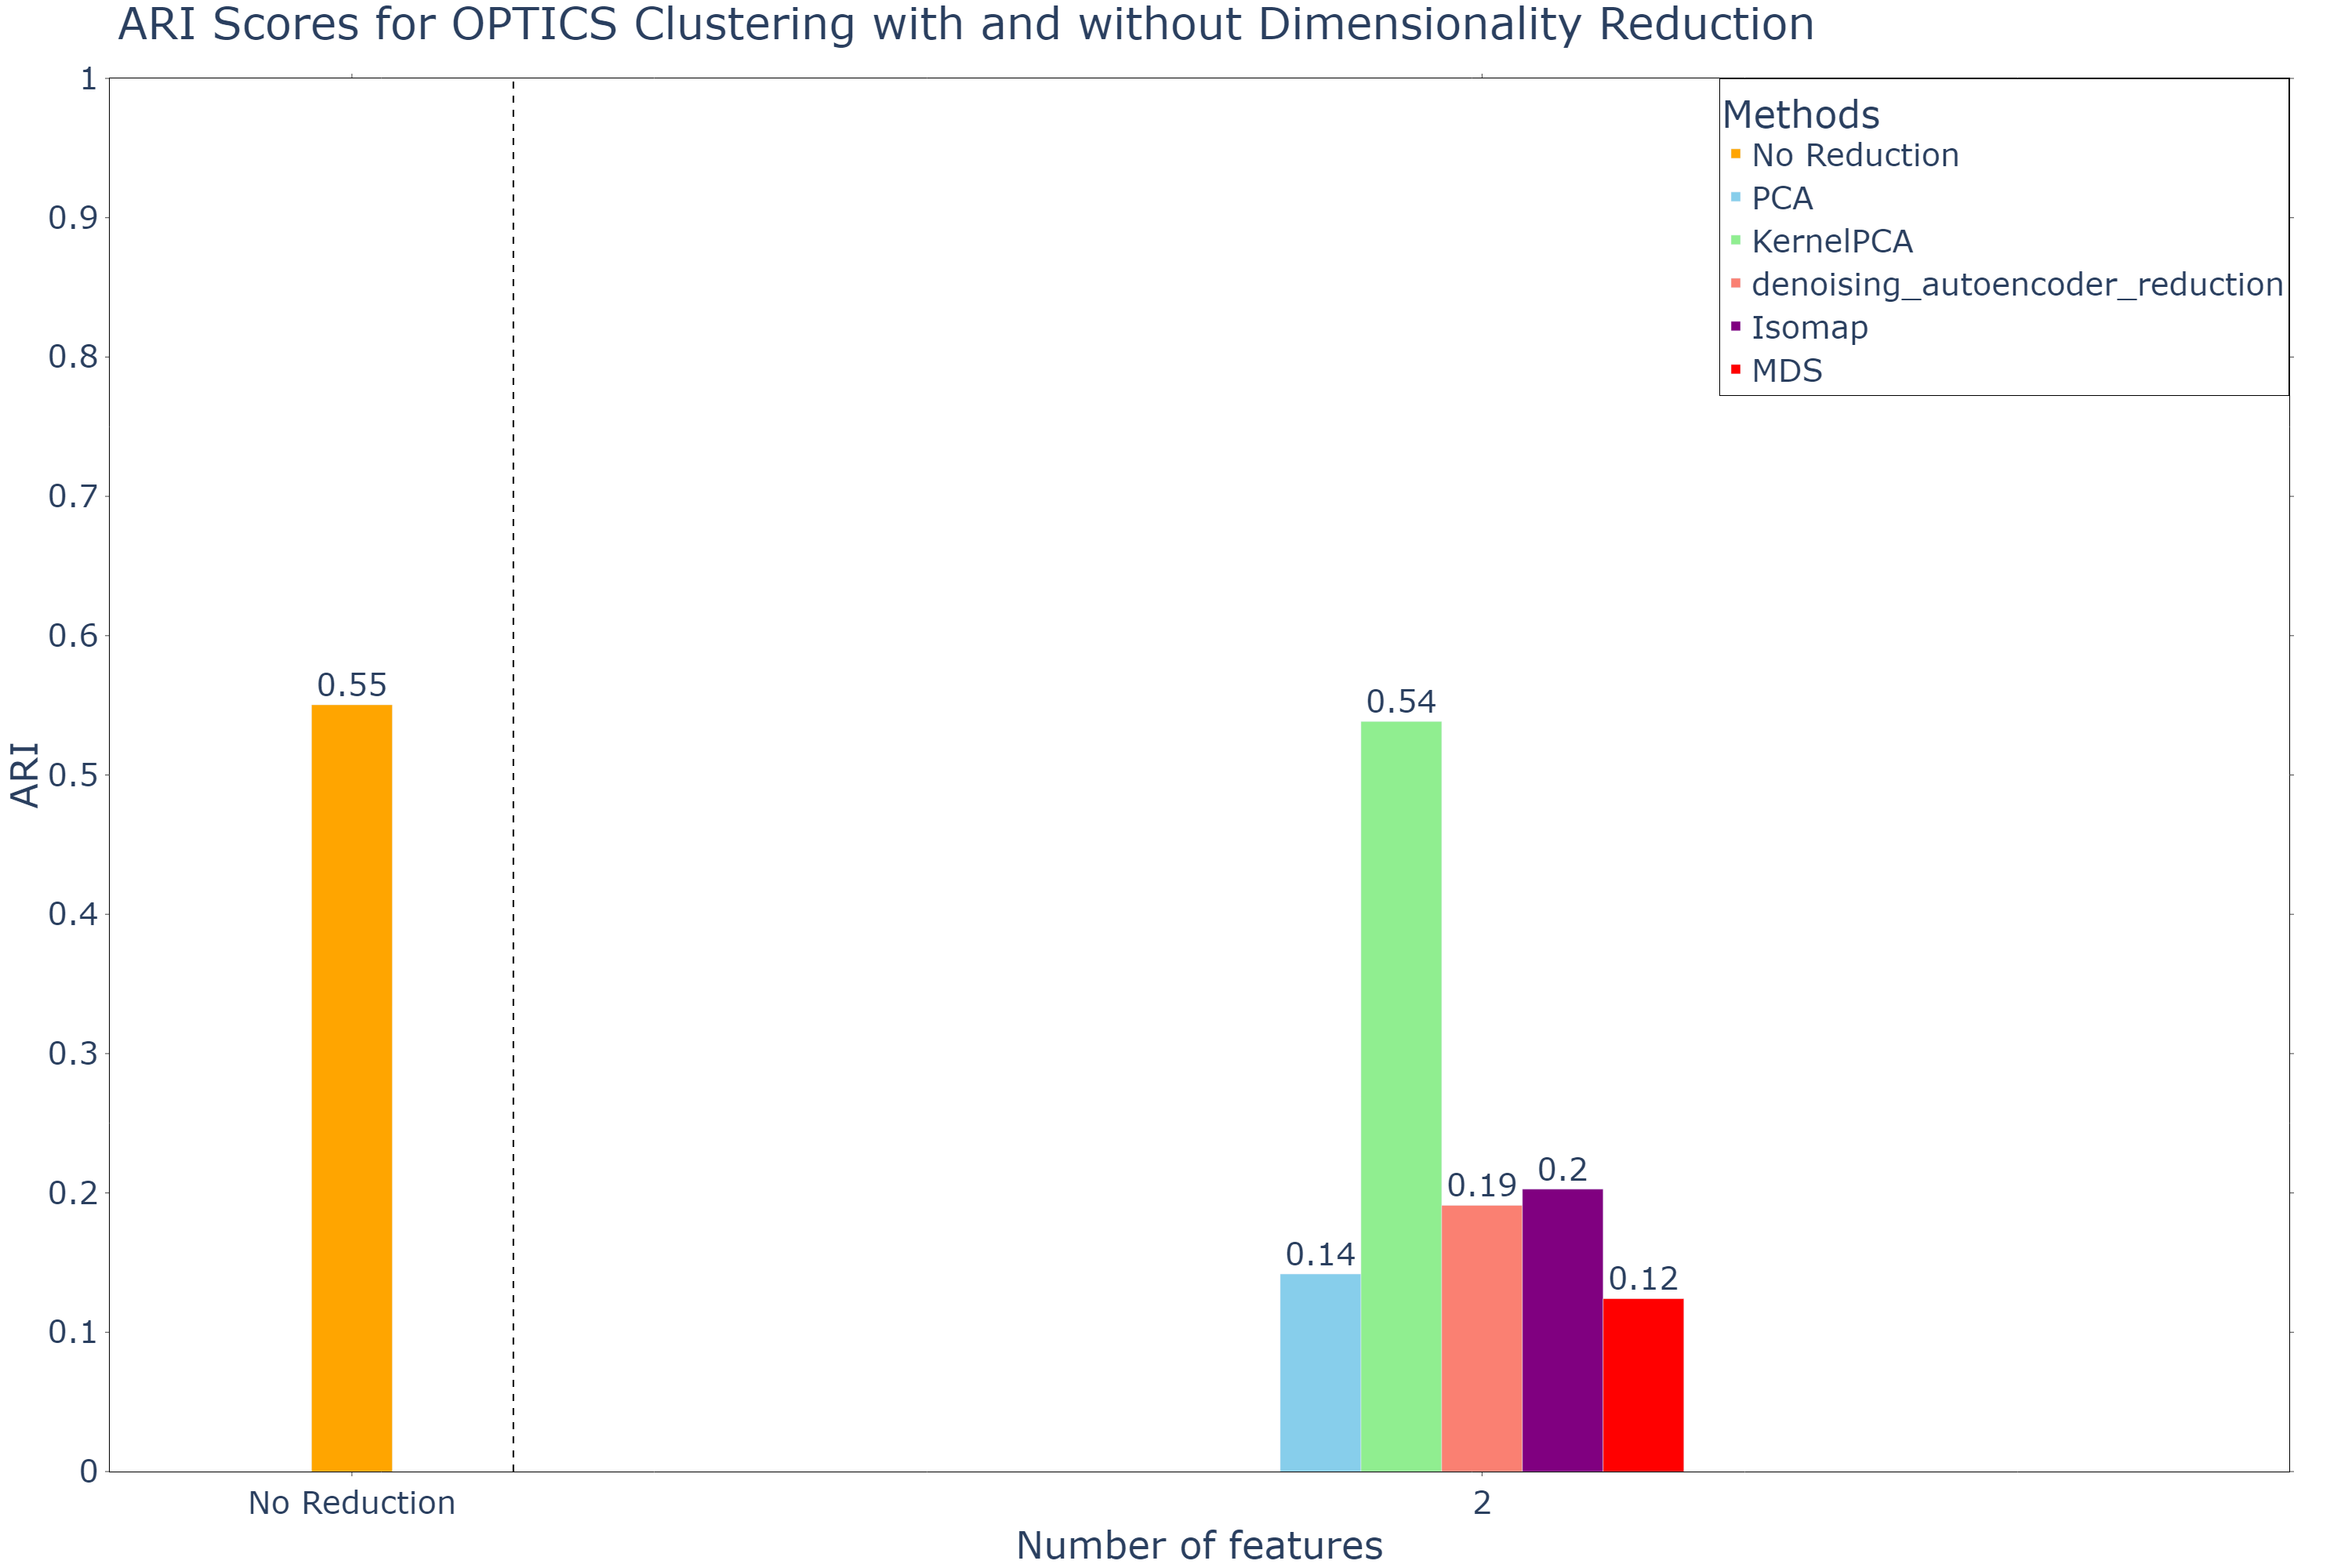 ARI Scores for OPTICS Clustering with and without Dimensionality Reduction
1
0.9
0.8
0.7
0.6
0.5
0.4
0.3
0.2
0.1
0
ARI
Methods
No Reduction
PCA
KernelPCA
denoising_autoencoder_reduction
Isomap
MDS
0.55
0.14
0.54
0.19
0.2
0.12
No Reduction
2
Number of features